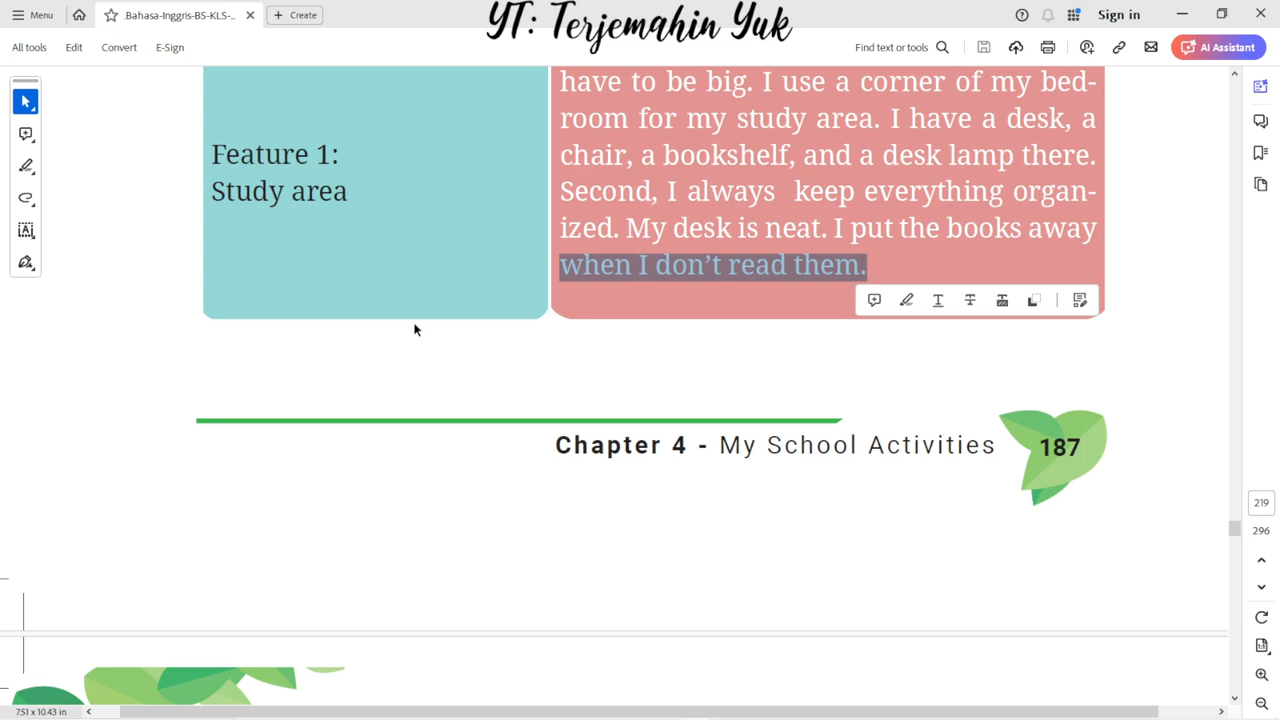 Menu
.Bahasa-Inggris-BS-KLS-...
Create
YT: Terjemahin Yuk
Sign in
All tools
Edit
Convert
E-Sign
Find text or tools
AI Assistant
have to be big. I use a corner of my bed-
room for my study area. I have a desk, a
chair, a bookshelf, and a desk lamp there.
Second, I always keep everything organ-
ized. My desk is neat. I put the books away
when I don't read them.
Feature 1:
Study area
Chapter 4 - My School Activities
187
219
296
7.51 x 10.43 in